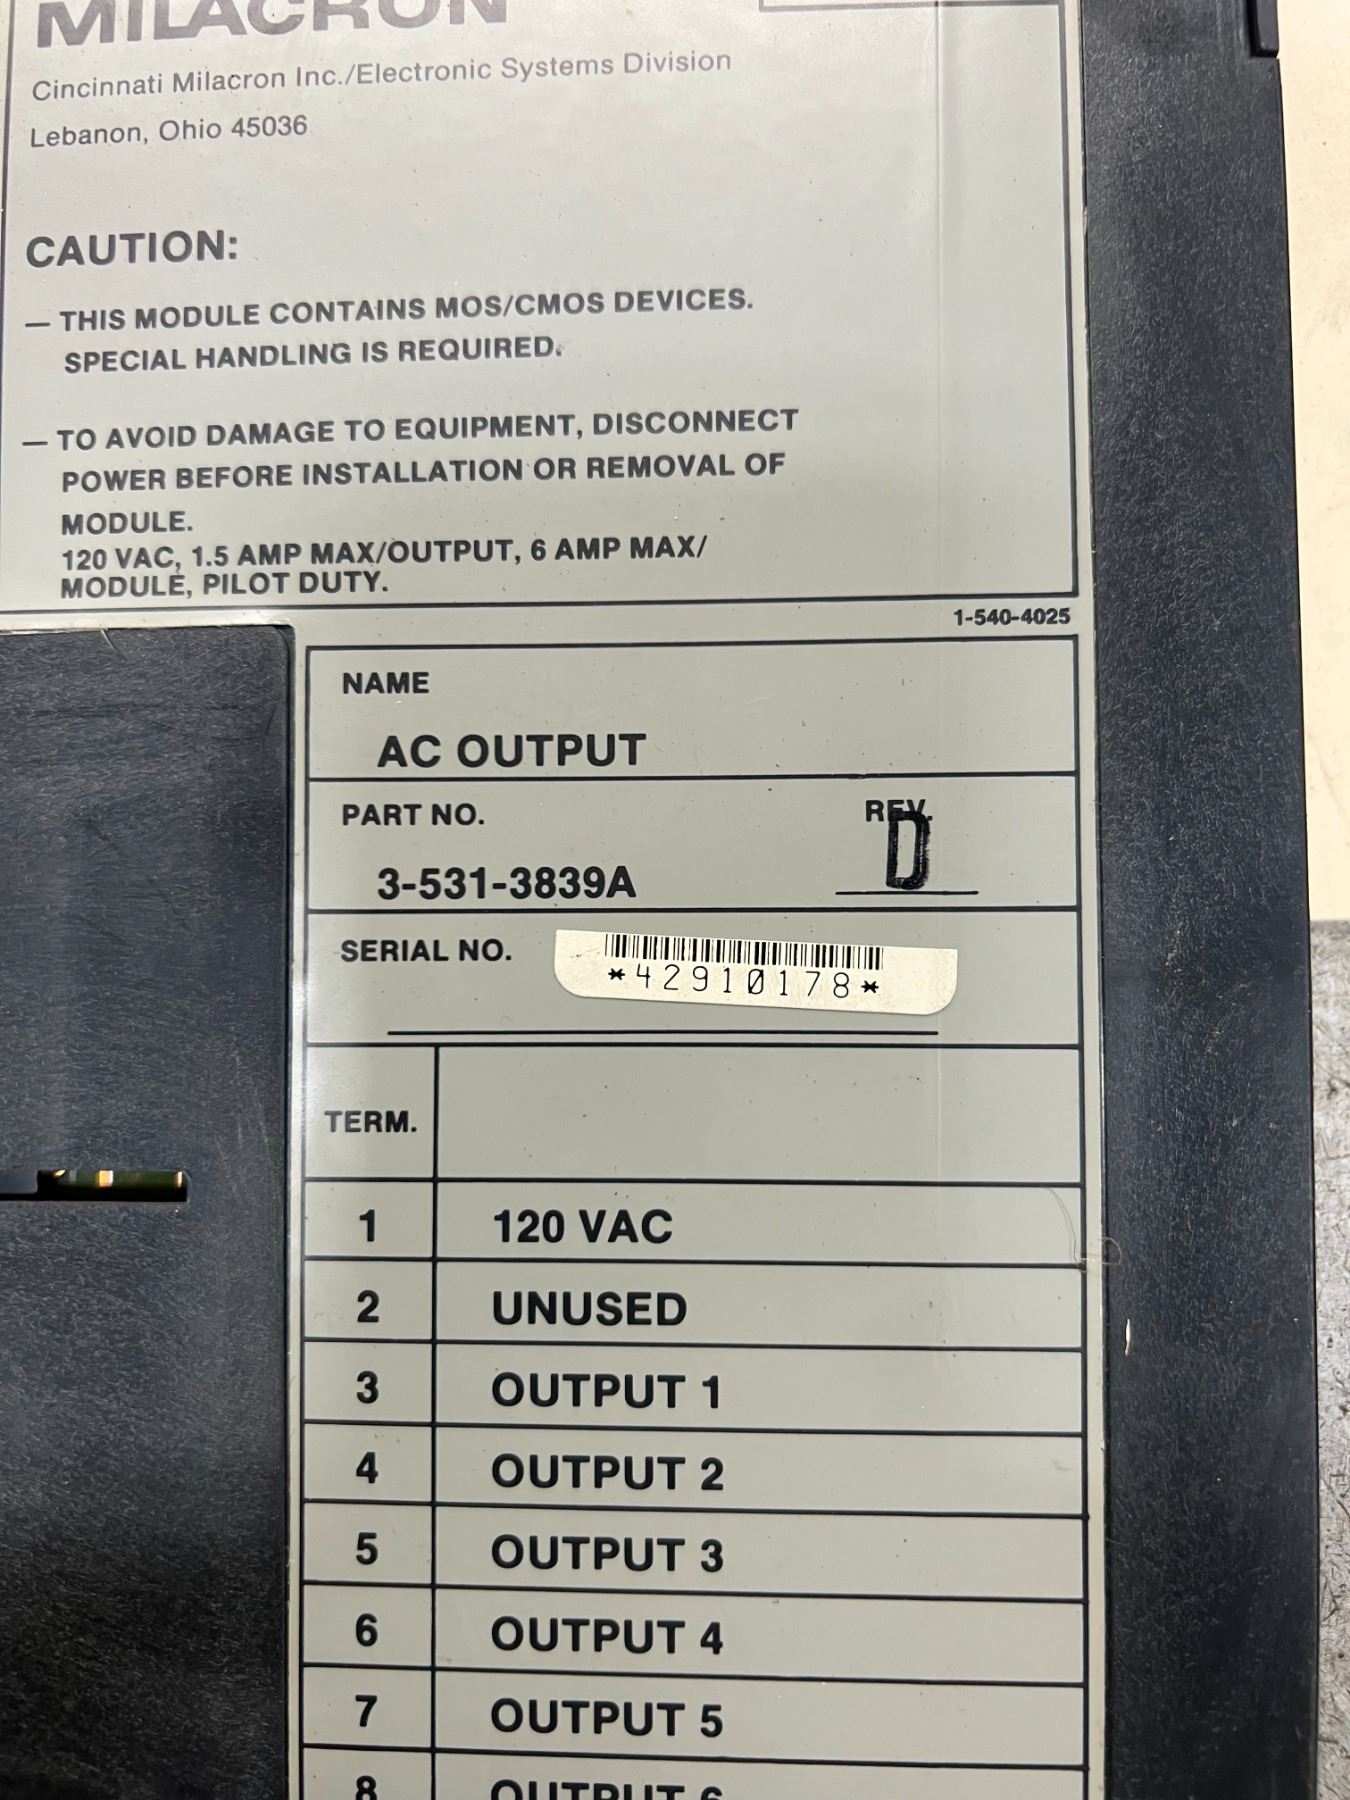 MILACRON
Cincinnati Milacron Inc./Electronic Systems Division
Lebanon, Ohio 45036
CAUTION:
— THIS MODULE CONTAINS MOS/CMOS DEVICES.
SPECIAL HANDLING IS REQUIRED.
— TO AVOID DAMAGE TO EQUIPMENT, DISCONNECT
POWER BEFORE INSTALLATION OR REMOVAL OF
MODULE.
120 VAC, 1.5 AMP MAX/OUTPUT, 6 AMP MAX/
MODULE, PILOT DUTY.
1-540-4025
NAME
AC OUTPUT
PART NO. REV.
3-531-3839A D
SERIAL NO. *42910178*
TERM.
1 120 VAC
2 UNUSED
3 OUTPUT 1
4 OUTPUT 2
5 OUTPUT 3
6 OUTPUT 4
7 OUTPUT 5
8 OUTPUT 6